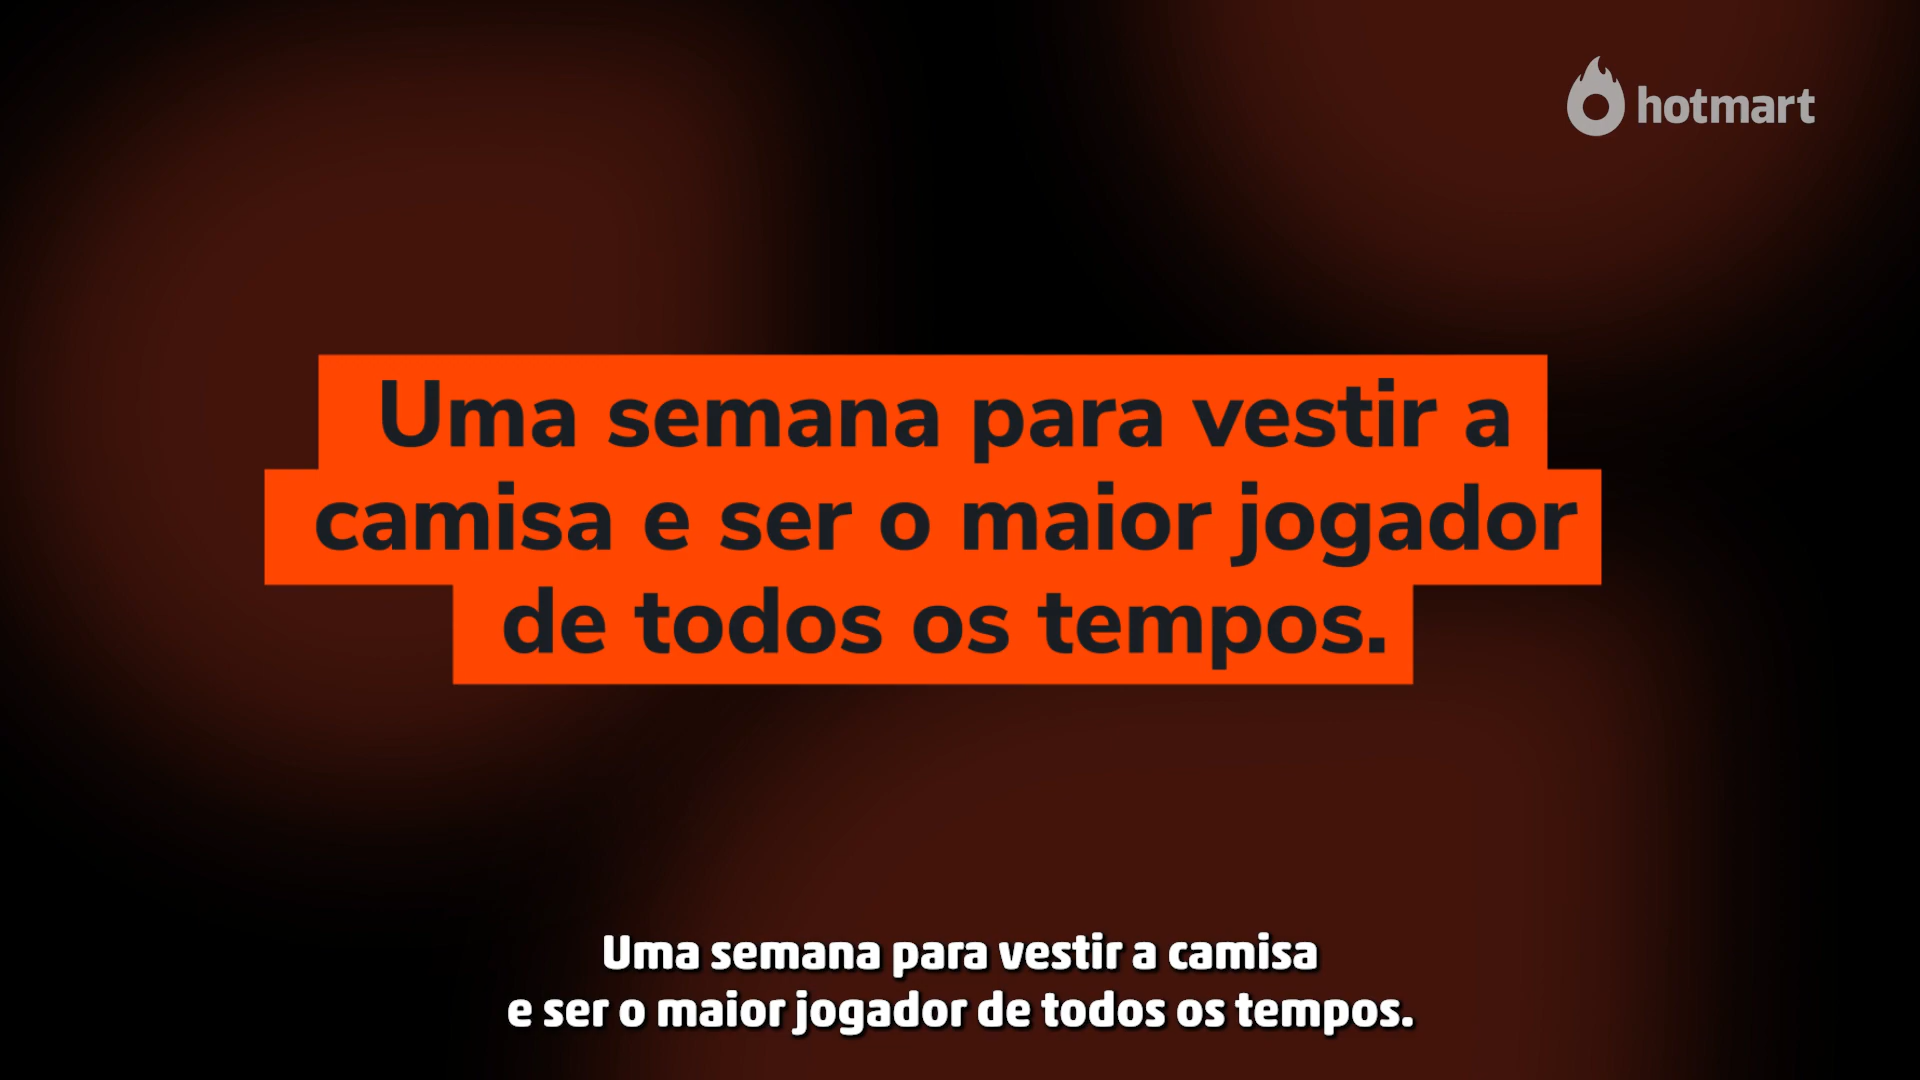 hotmart
Uma semana para vestir a
camisa e ser o maior jogador
de todos os tempos.
Uma semana para vestir a camisa
e ser o maior jogador de todos os tempos.